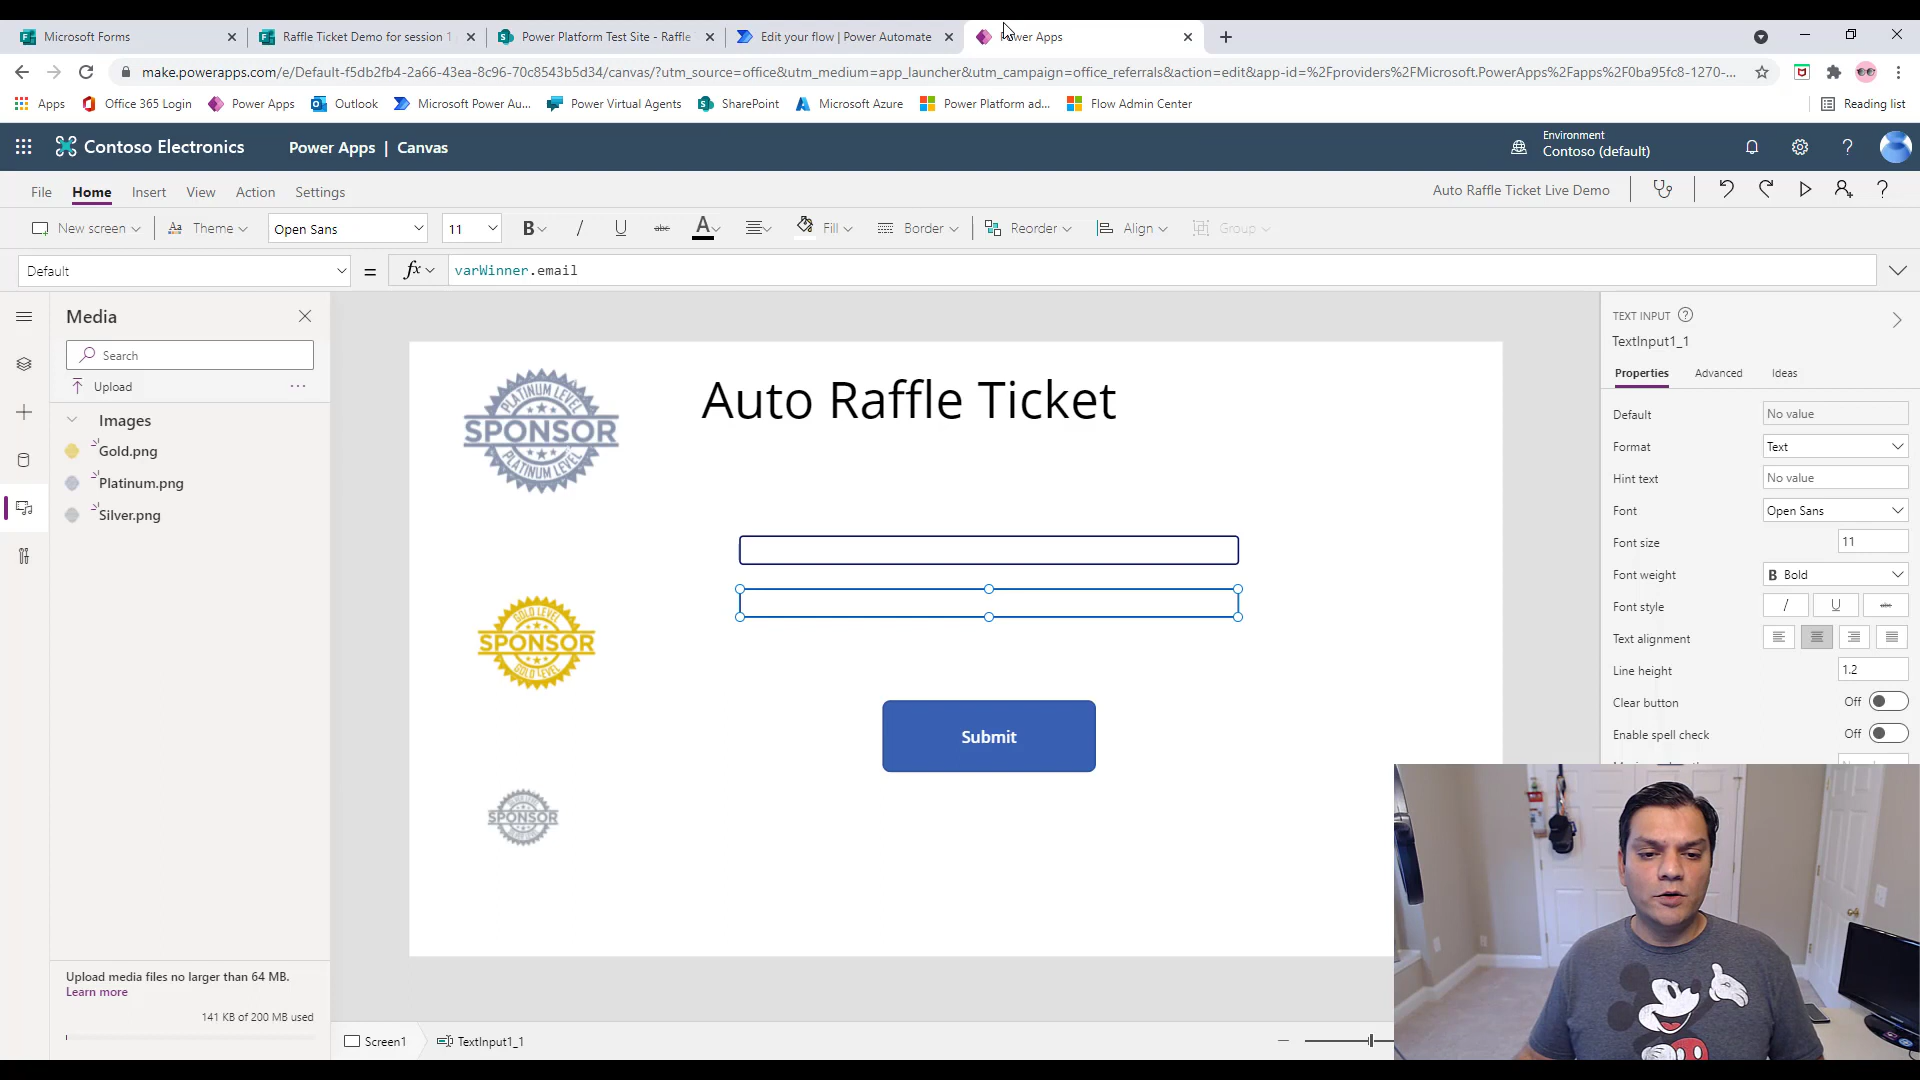 Microsoft Forms
Raffle Ticket Demo for session 1
Power Platform Test Site - Raffle
Edit your flow | Power Automate
Power Apps
make.powerapps.com/e/Default-f5db2fb4-2a66-43ea-8c96-70c8543b5d34/canvas/?utm_source=office&utm_medium=app_launcher&utm_campaign=office_referrals&action=edit&app-id=%2Fproviders%2FMicrosoft.PowerApps%2Fapps%2F0ba95fc8-1270-...
Apps
Office 365 Login
Power Apps
Outlook
Microsoft Power Au...
Power Virtual Agents
SharePoint
Microsoft Azure
Power Platform ad...
Flow Admin Center
Reading list
Contoso Electronics
Power Apps | Canvas
Environment
Contoso (default)
File
Home
Insert
View
Action
Settings
Auto Raffle Ticket Live Demo
New screen
Theme
Open Sans
11
B
/
U
abc
A
Fill
Border
Reorder
Align
Group
Default
=
fx
varWinner.email
Media
Search
Upload
Images
Gold.png
Platinum.png
Silver.png
Upload media files no larger than 64 MB.
Learn more
141 KB of 200 MB used
PLATINUM LEVEL
SPONSOR
PLATINUM LEVEL
Auto Raffle Ticket
GOLD LEVEL
SPONSOR
GOLD LEVEL
Submit
SPONSOR
Screen1
TextInput1_1
TEXT INPUT
TextInput1_1
Properties
Advanced
Ideas
Default
No value
Format
Text
Hint text
No value
Font
Open Sans
Font size
11
Font weight
B Bold
Font style
/
U
abc
Text alignment
Line height
1.2
Clear button
Off
Enable spell check
Off